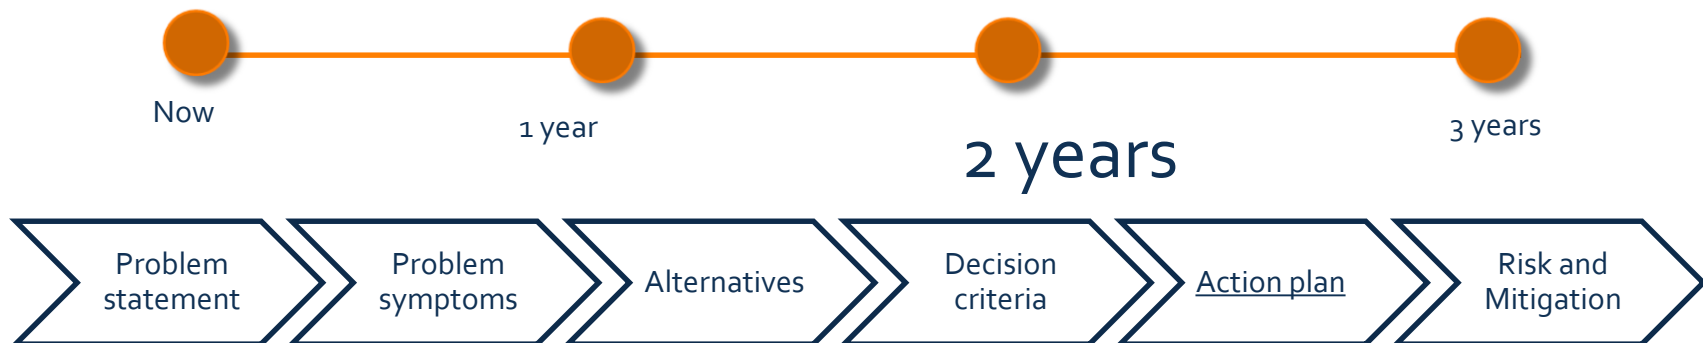 Now
1 year
2 years
3 years
Problem
statement
Problem
symptoms
Alternatives
Decision
criteria
Action plan
Risk and
Mitigation